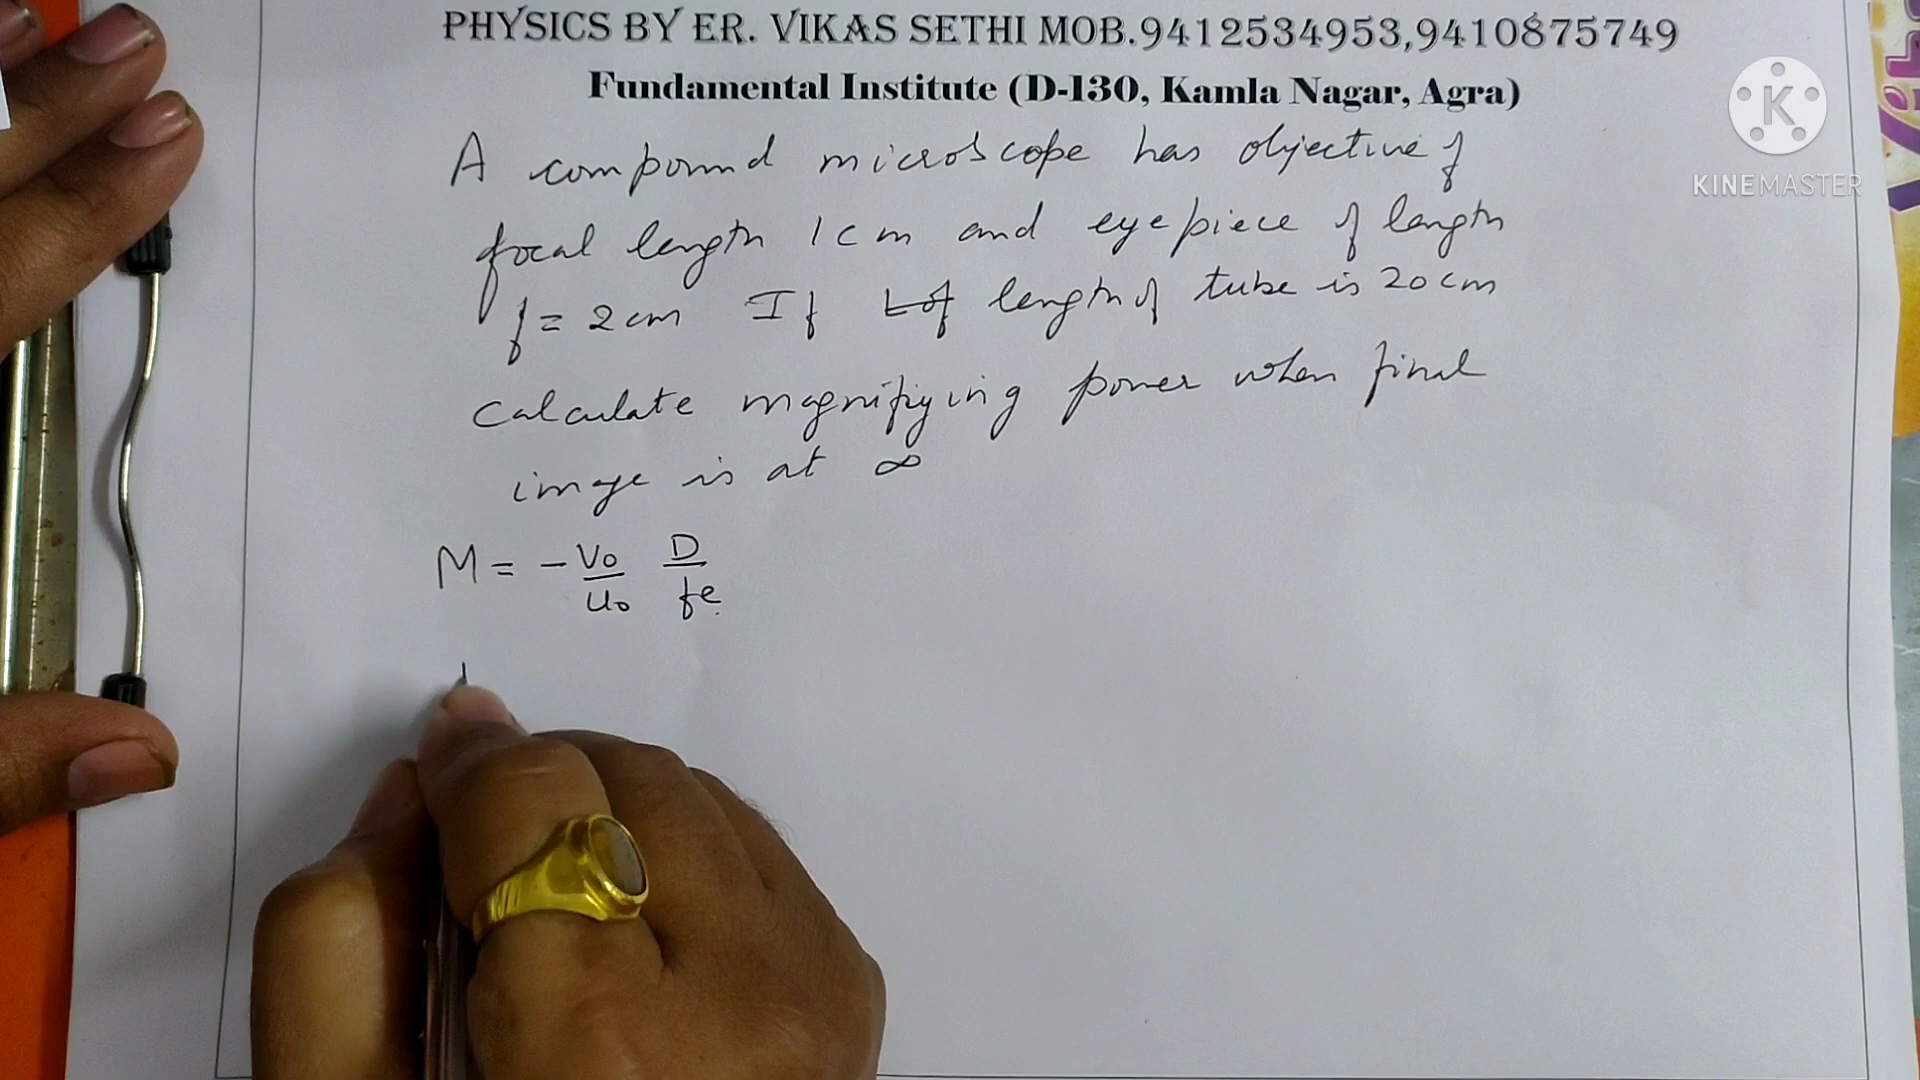 PHYSICS BY ER. VIKAS SETHI MOB.9412534953,9410875749
Fundamental Institute (D-130, Kamla Nagar, Agra)
K
KINEMASTER
A compound microscope has objective of
focal length 1cm and eyepiece of length
f = 2cm If length of tube is 20cm
calculate magnifiying power when final
image is at ∞
M = - Vo/uo D/fe